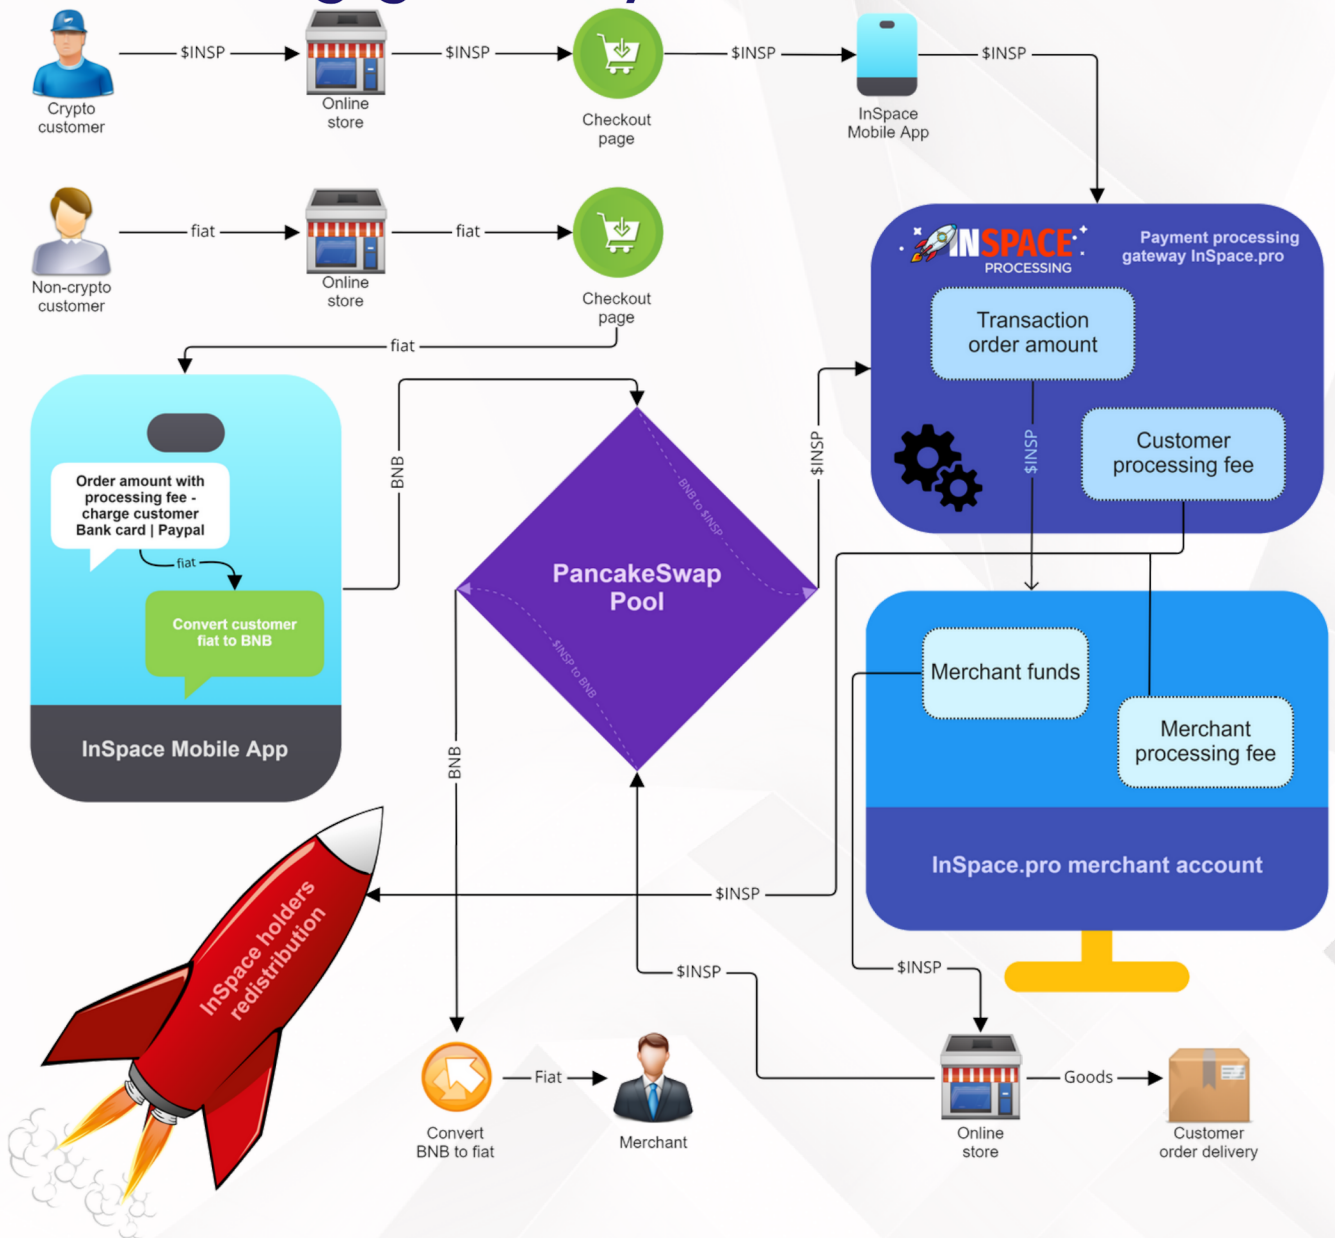 $INSP
$INSP
$INSP
$INSP
Crypto
customer
Online
store
Checkout
page
InSpace
Mobile App
fiat
fiat
Non-crypto
customer
Online
store
Checkout
page
fiat
INSPACE
PROCESSING
Payment processing
gateway InSpace.pro
Transaction
order amount
$INSP
Customer
processing fee
Order amount with
processing fee -
charge customer
Bank card | Paypal
fiat
Convert customer
fiat to BNB
InSpace Mobile App
BNB
BNB to $INSP
PancakeSwap
Pool
$INSP to BNB
$INSP
BNB
Merchant funds
Merchant
processing fee
InSpace.pro merchant account
$INSP
InSpace holders
redistribution
$INSP
$INSP
Fiat
Goods
Convert
BNB to fiat
Merchant
Online
store
Customer
order delivery